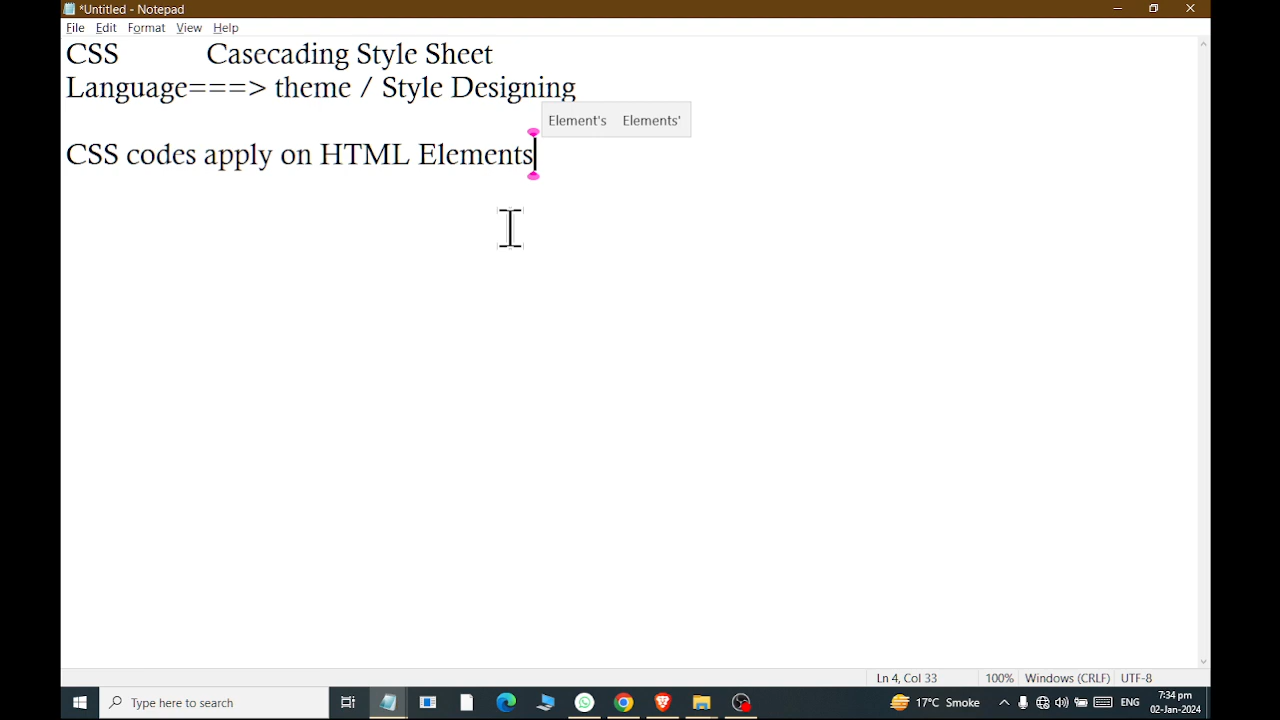 *Untitled - Notepad
File Edit Format View Help
CSS Casecading Style Sheet
Language===> theme / Style Designing
Element's Elements'
CSS codes apply on HTML Elements
Ln 4, Col 33 100% Windows (CRLF) UTF-8
Type here to search 17°C Smoke ENG 7:34 pm
02-Jan-2024